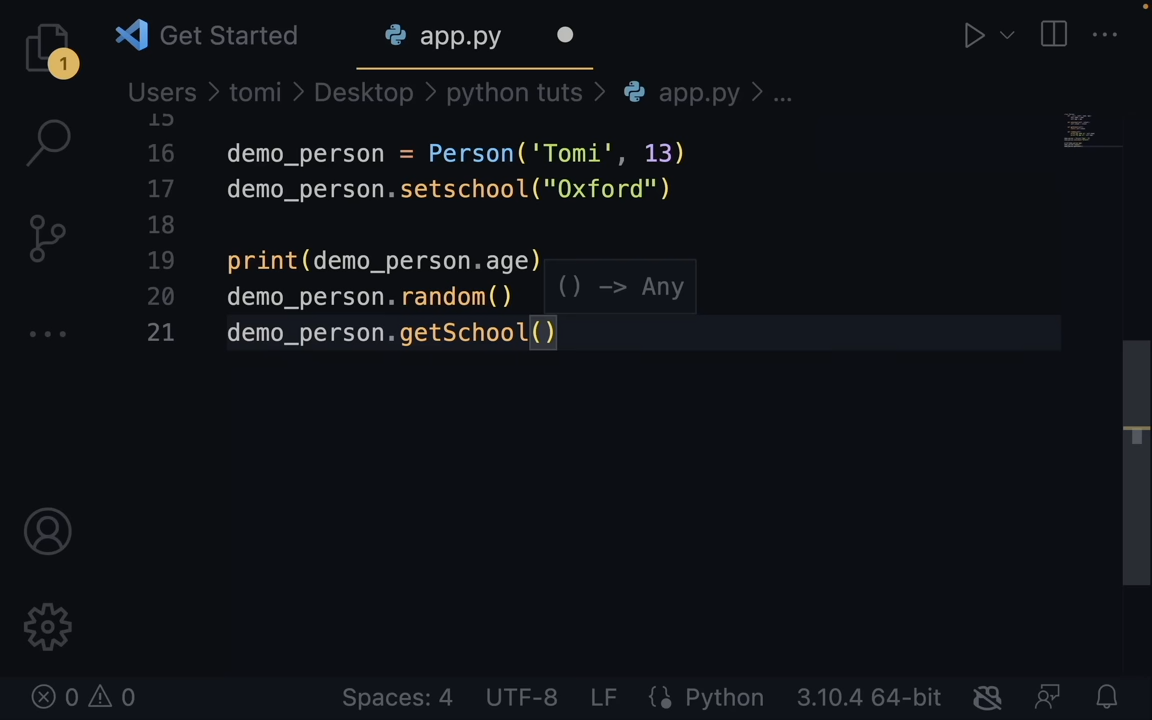 Get Started app.py
1
Users > tomi > Desktop > python tuts > app.py > ...
15
16 demo_person = Person('Tomi', 13)
17 demo_person.setschool("Oxford")
18
19 print(demo_person.age)
() -> Any
20 demo_person.random()
21 demo_person.getSchool()
0 0 Spaces: 4 UTF-8 LF Python 3.10.4 64-bit